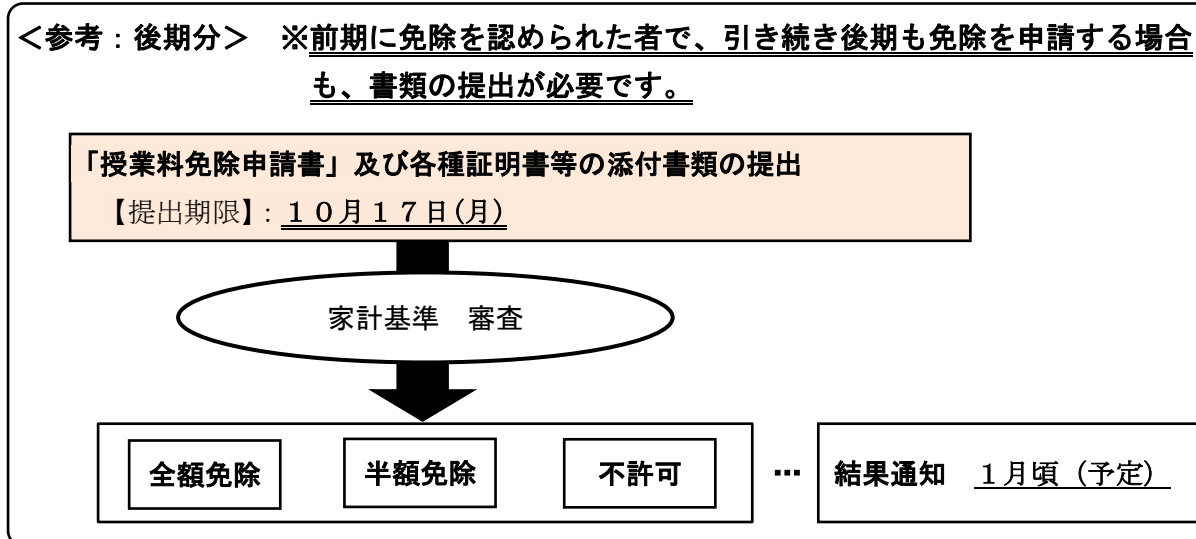 ＜参考：後期分＞　※前期に免除を認められた者で、引き続き後期も免除を申請する場合
も、書類の提出が必要です。
「授業料免除申請書」及び各種証明書等の添付書類の提出
【提出期限】：１０月１７日(月)
家計基準　審査
全額免除　半額免除　不許可　…　結果通知　１月頃（予定）